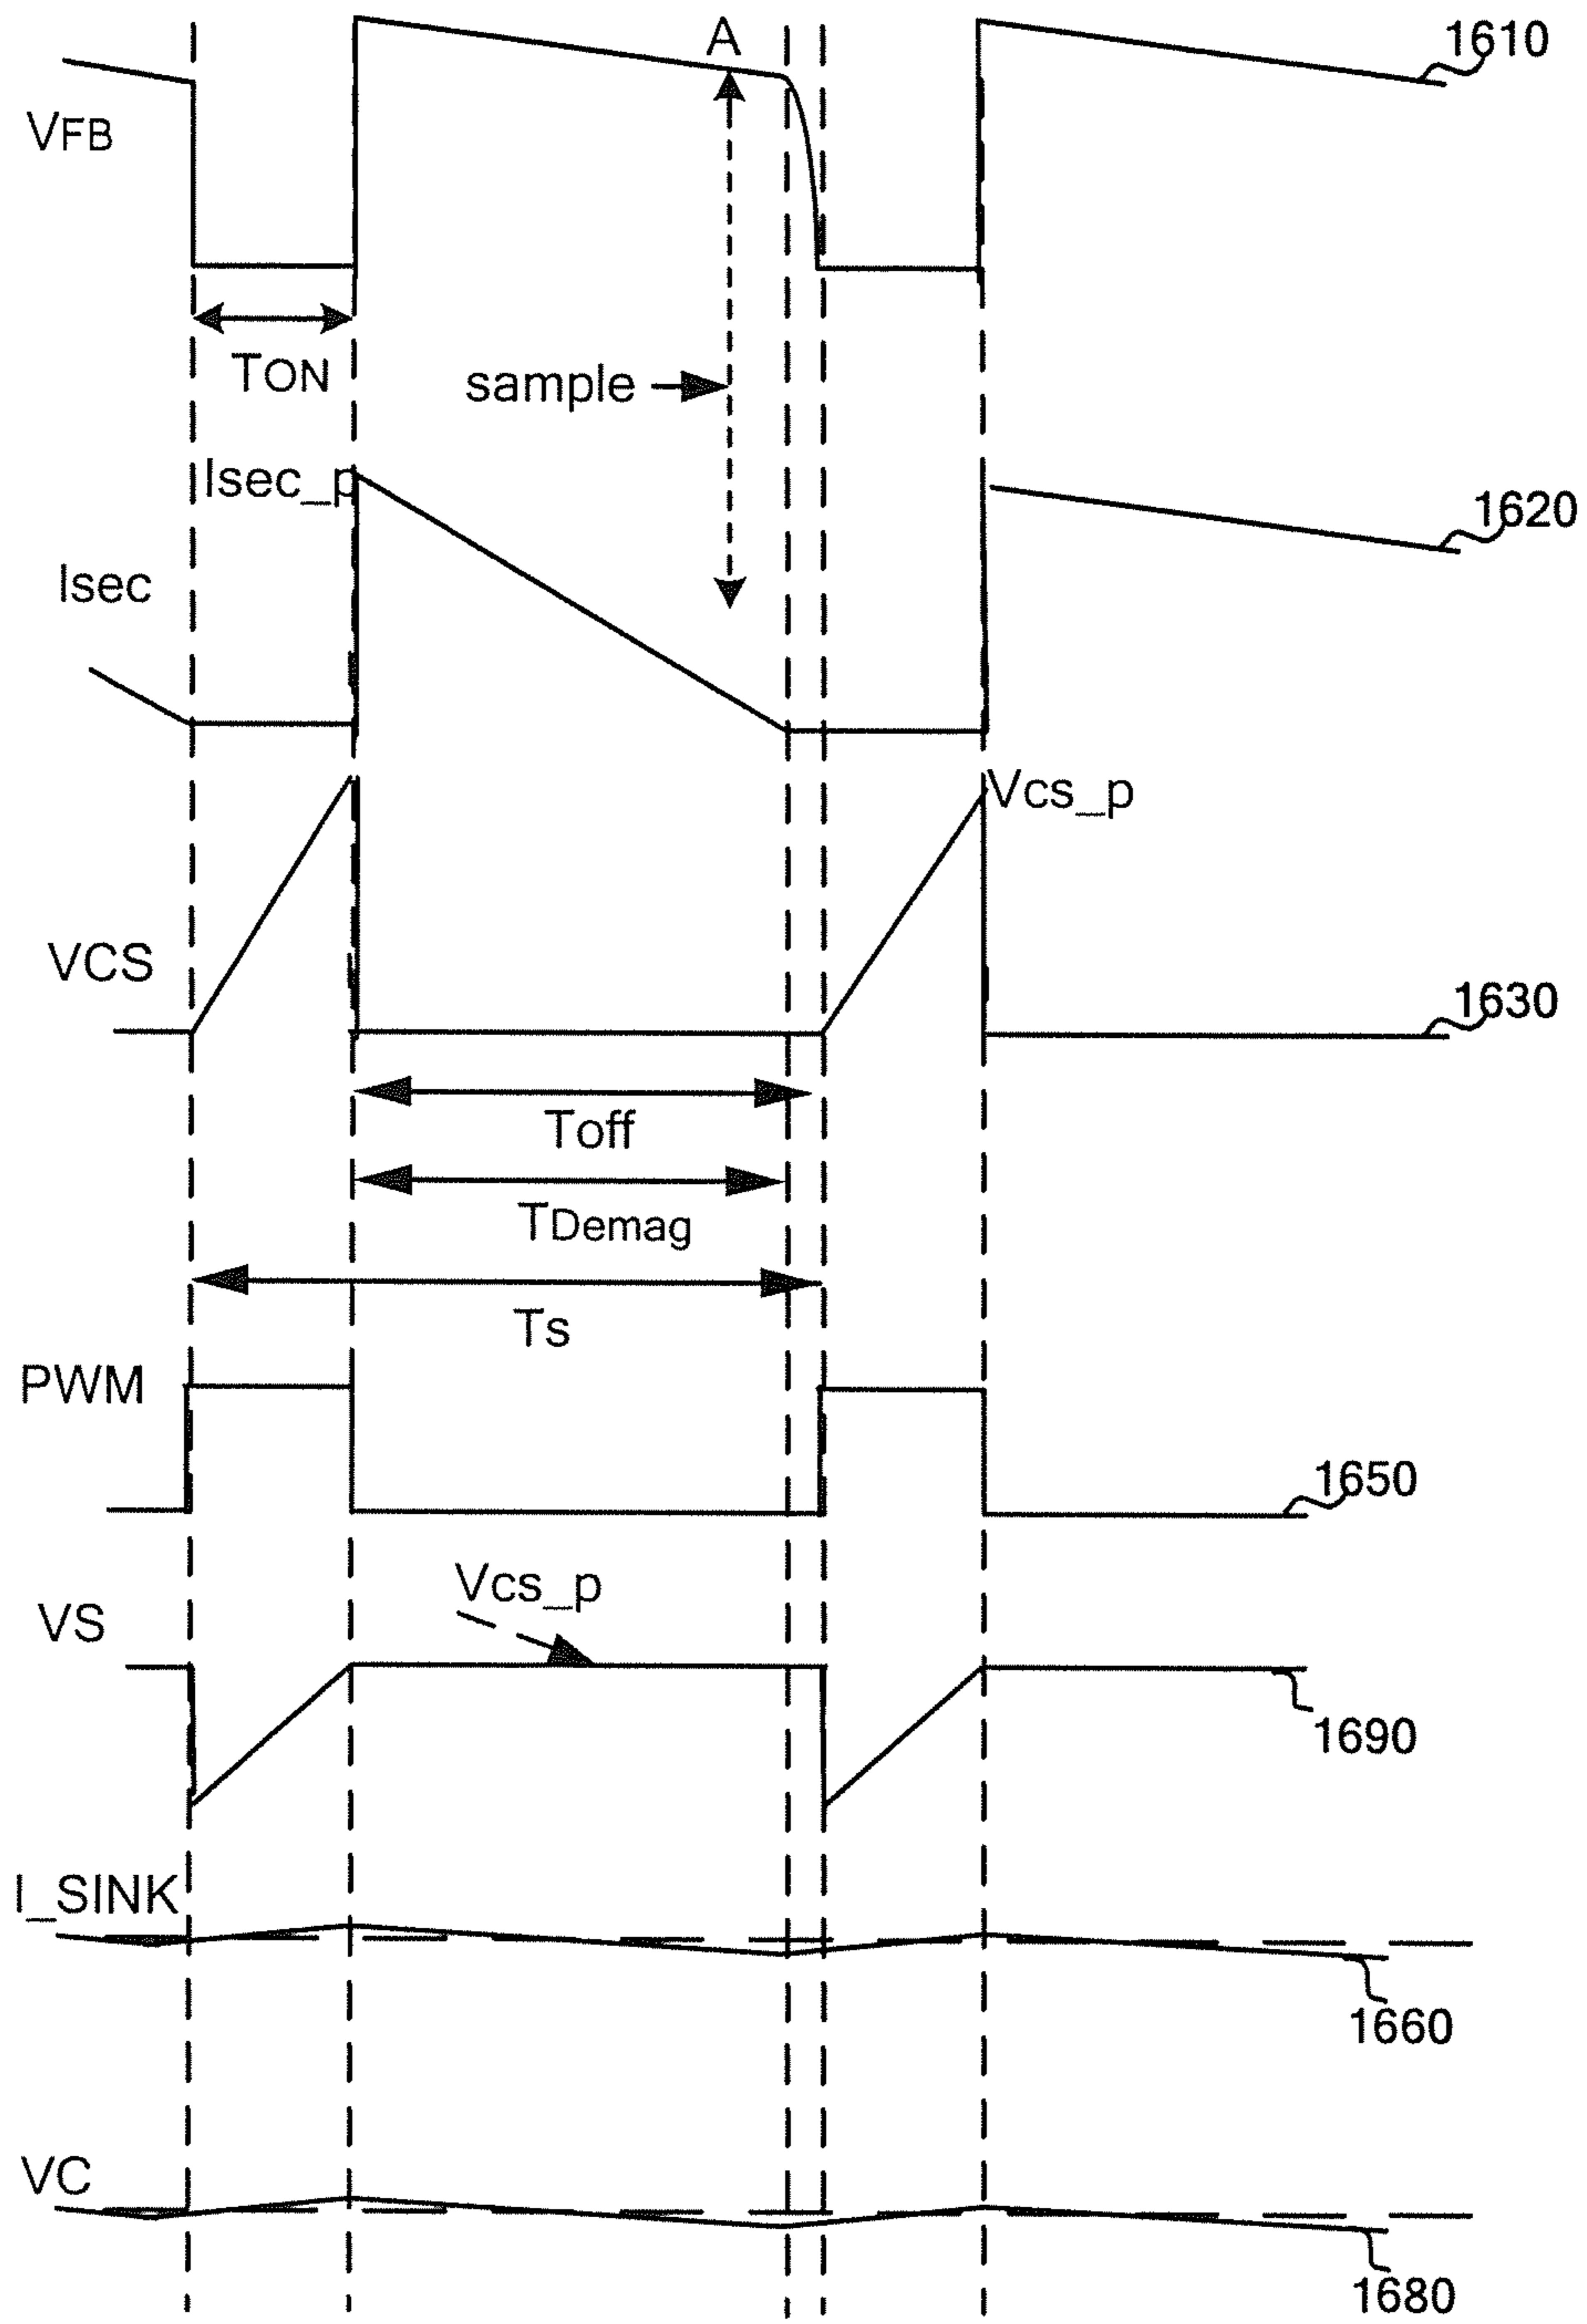 A
1610
VFB
TON
sample
Isec_p
1620
Isec
Vcs_p
VCS
1630
Toff
TDemag
Ts
PWM
1650
Vcs_p
VS
1690
I_SINK
1660
VC
1680